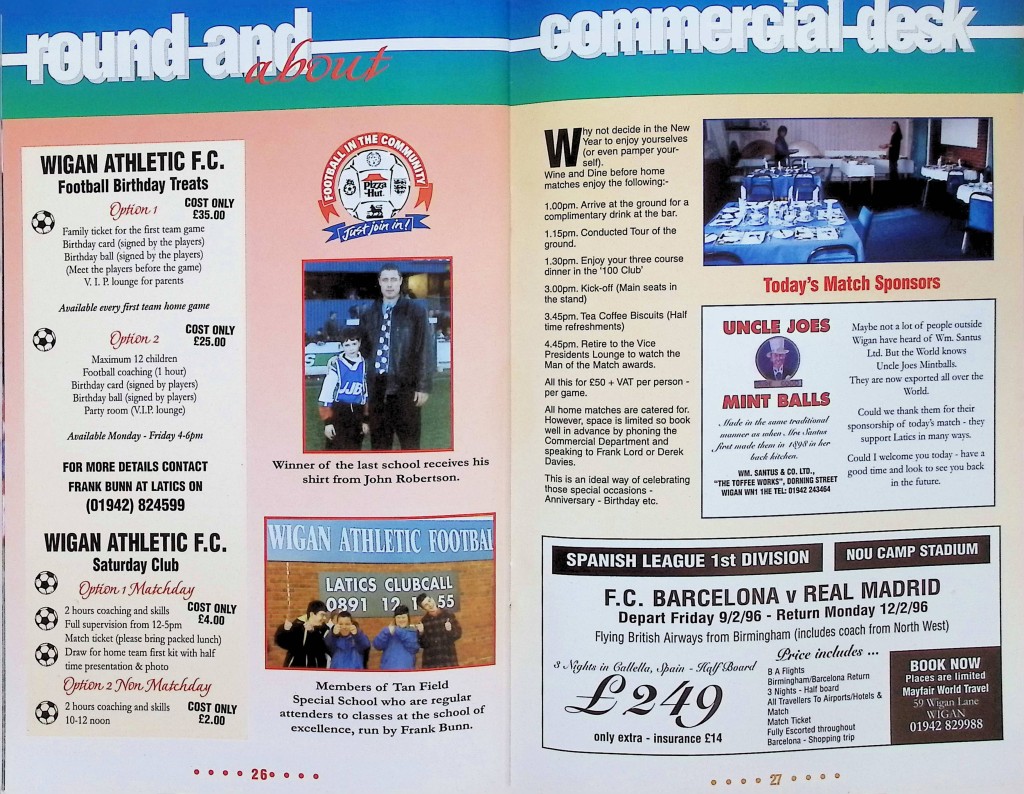 round and about
WIGAN ATHLETIC F.C.
Football Birthday Treats
Option 1
COST ONLY
£35.00
Family ticket for the first team game
Birthday card (signed by the players)
Birthday ball (signed by the players)
(Meet the players before the game)
V. I. P. lounge for parents
Available every first team home game
Option 2
COST ONLY
£25.00
Maximum 12 children
Football coaching (1 hour)
Birthday card (signed by players)
Birthday ball (signed by players)
Party room (V.I.P. lounge)
Available Monday - Friday 4-6pm
FOR MORE DETAILS CONTACT
FRANK BUNN AT LATICS ON
(01942) 824599
WIGAN ATHLETIC F.C.
Saturday Club
Option 1 Matchday
2 hours coaching and skills
COST ONLY
£4.00
Full supervision from 12-5pm
Match ticket (please bring packed lunch)
Draw for home team first kit with half
time presentation & photo
Option 2 Non Matchday
2 hours coaching and skills
10-12 noon
COST ONLY
£2.00
FOOTBALL IN THE COMMUNITY
Pizza
Hut
Just join in!
JJB
Winner of the last school receives his
shirt from John Robertson.
WIGAN ATHLETIC FOOTBAL
LATICS CLUBCALL
0891 12 1 55
Members of Tan Field
Special School who are regular
attenders to classes at the school of
excellence, run by Frank Bunn.
26
commercial desk
Why not decide in the New
Year to enjoy yourselves
(or even pamper your-
self).
Wine and Dine before home
matches enjoy the following:-
1.00pm. Arrive at the ground for a
complimentary drink at the bar.
1.15pm. Conducted Tour of the
ground.
1.30pm. Enjoy your three course
dinner in the '100 Club'
3.00pm. Kick-off (Main seats in
the stand)
3.45pm. Tea Coffee Biscuits (Half
time refreshments)
4.45pm. Retire to the Vice
Presidents Lounge to watch the
Man of the Match awards.
All this for £50 + VAT per person -
per game.
All home matches are catered for.
However, space is limited so book
well in advance by phoning the
Commercial Department and
speaking to Frank Lord or Derek
Davies.
This is an ideal way of celebrating
those special occasions -
Anniversary - Birthday etc.
Today's Match Sponsors
UNCLE JOES
MINT BALLS
Made in the same traditional
manner as when Mrs Santus
first made them in 1898 in her
back kitchen.
WM. SANTUS & CO. LTD.,
"THE TOFFEE WORKS", DORNING STREET
WIGAN WN1 1HE TEL: 01942 243464
Maybe not a lot of people outside
Wigan have heard of Wm. Santus
Ltd. But the World knows
Uncle Joes Mintballs.
They are now exported all over the
World.
Could we thank them for their
sponsorship of today's match - they
support Latics in many ways.
Could I welcome you today - have a
good time and look to see you back
in the future.
SPANISH LEAGUE 1st DIVISION
NOU CAMP STADIUM
F.C. BARCELONA v REAL MADRID
Depart Friday 9/2/96 - Return Monday 12/2/96
Flying British Airways from Birmingham (includes coach from North West)
3 Nights in Callella, Spain - Half Board
£249
only extra - insurance £14
Price includes ...
B A Flights
Birmingham/Barcelona Return
3 Nights - Half board
All Travellers To Airports/Hotels &
Match
Match Ticket
Fully Escorted throughout
Barcelona - Shopping trip
BOOK NOW
Places are limited
Mayfair World Travel
59 Wigan Lane
WIGAN
01942 829988
27